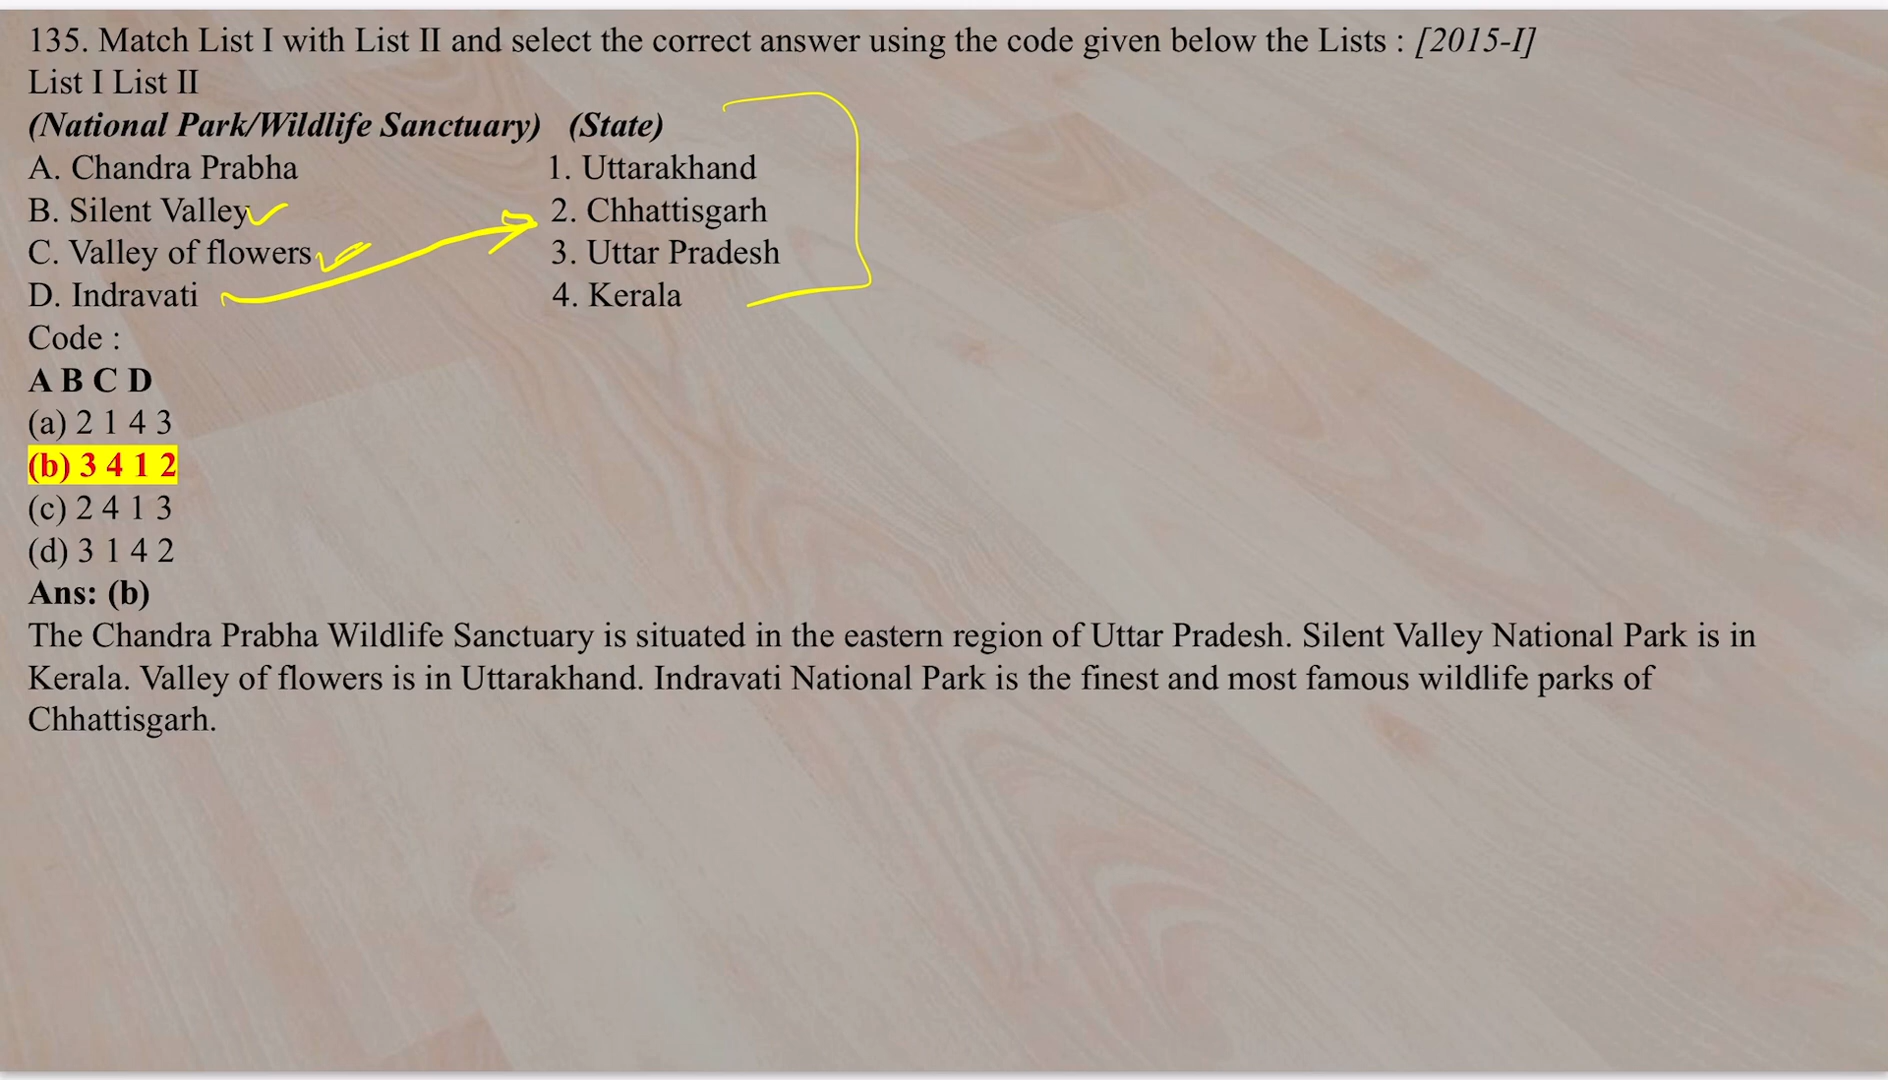 135. Match List I with List II and select the correct answer using the code given below the Lists : [2015-I]
List I List II
(National Park/Wildlife Sanctuary) (State)
A. Chandra Prabha 1. Uttarakhand
B. Silent Valley 2. Chhattisgarh
C. Valley of flowers 3. Uttar Pradesh
D. Indravati 4. Kerala
Code :
A B C D
(a) 2 1 4 3
(b) 3 4 1 2
(c) 2 4 1 3
(d) 3 1 4 2
Ans: (b)
The Chandra Prabha Wildlife Sanctuary is situated in the eastern region of Uttar Pradesh. Silent Valley National Park is in
Kerala. Valley of flowers is in Uttarakhand. Indravati National Park is the finest and most famous wildlife parks of
Chhattisgarh.